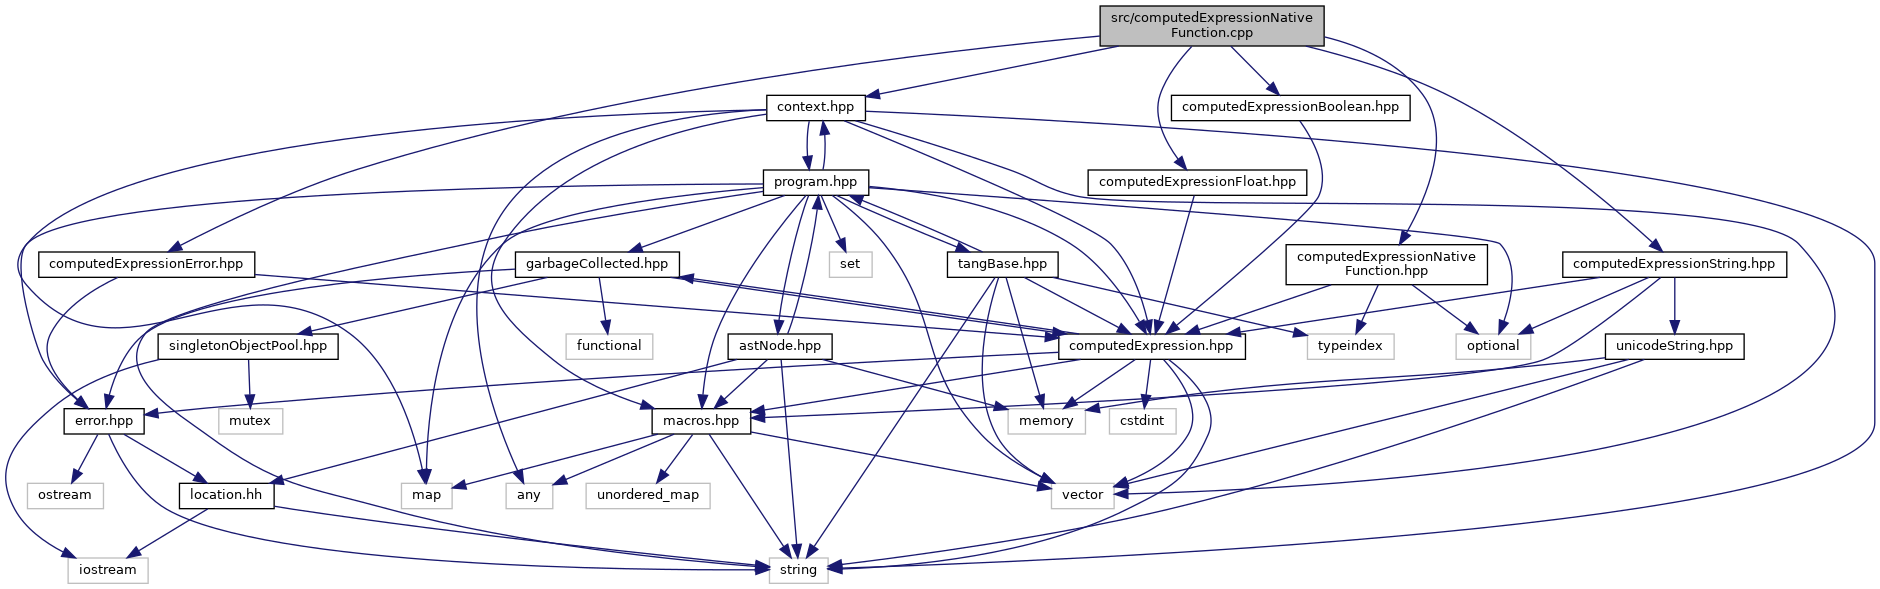 src/computedExpressionNative
Function.cpp
context.hpp
computedExpressionBoolean.hpp
program.hpp
computedExpressionFloat.hpp
computedExpressionError.hpp
garbageCollected.hpp
set
tangBase.hpp
computedExpressionNative
Function.hpp
computedExpressionString.hpp
singletonObjectPool.hpp
functional
astNode.hpp
computedExpression.hpp
typeindex
optional
unicodeString.hpp
error.hpp
mutex
macros.hpp
memory
cstdint
ostream
location.hh
map
any
unordered_map
vector
iostream
string